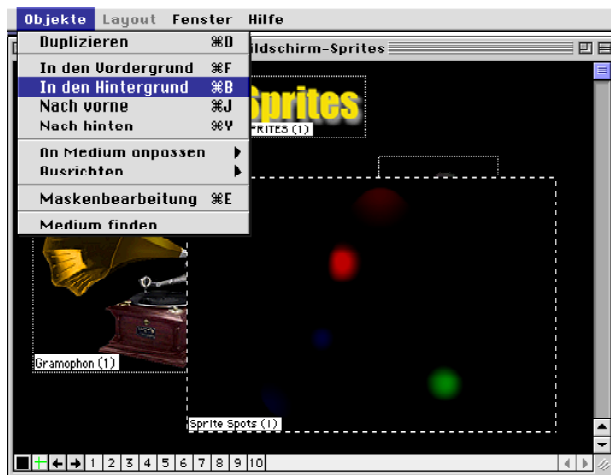 Objekte Layout Fenster Hilfe
Duplizieren ⌘D
ildschirm-Sprites
In den Vordergrund ⌘F
In den Hintergrund ⌘B
Nach vorne ⌘J
Nach hinten ⌘Y
Sprites
PRITES (1)
An Medium anpassen
Ausrichten
Maskenbearbeitung ⌘E
Medium finden
Gramophon (1)
Sprite Spots (1)
1 2 3 4 5 6 7 8 9 10